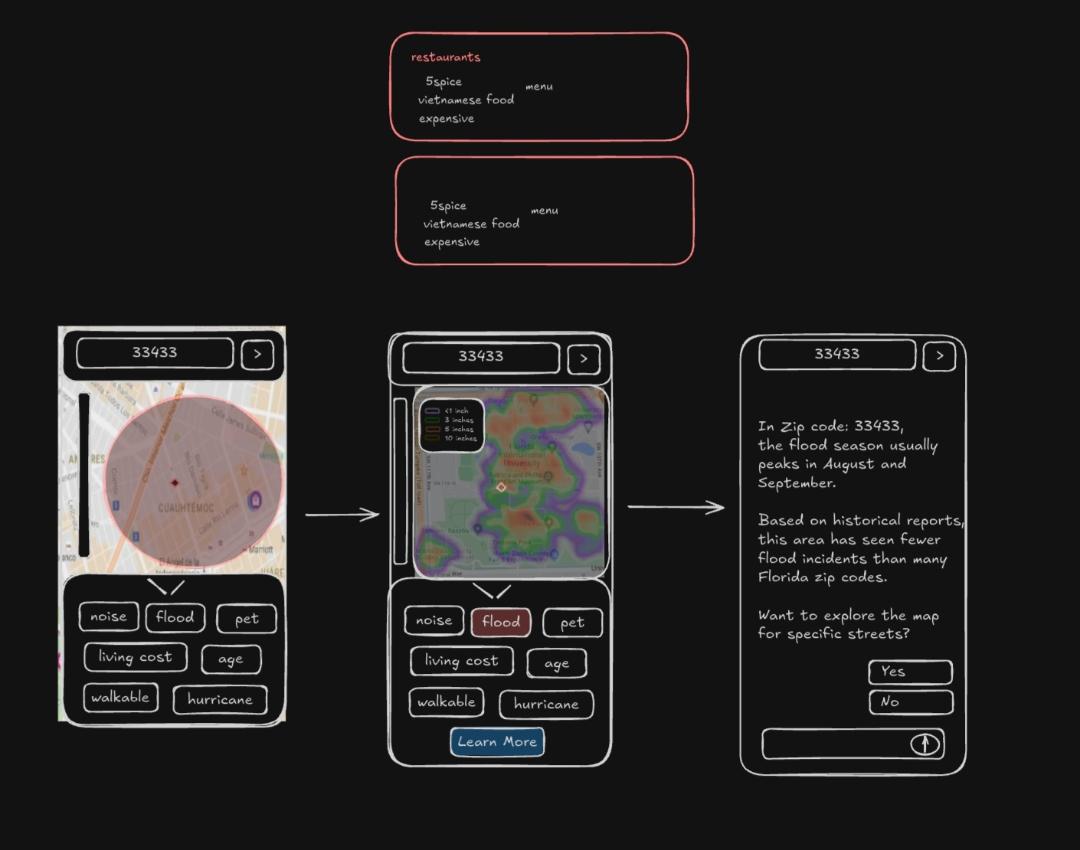 restaurants
5spice
menu
vietnamese food
expensive
5spice
menu
vietnamese food
expensive
33433
>
CUAUHTÉMOC
Marriott
noise
flood
pet
living cost
age
walkable
hurricane
33433
>
<1 inch
3 inches
5 inches
10 inches
University
noise
flood
pet
living cost
age
walkable
hurricane
Learn More
33433
>
In Zip code: 33433,
the flood season usually
peaks in August and
September.
Based on historical reports,
this area has seen fewer
flood incidents than many
Florida zip codes.
Want to explore the map
for specific streets?
Yes
No